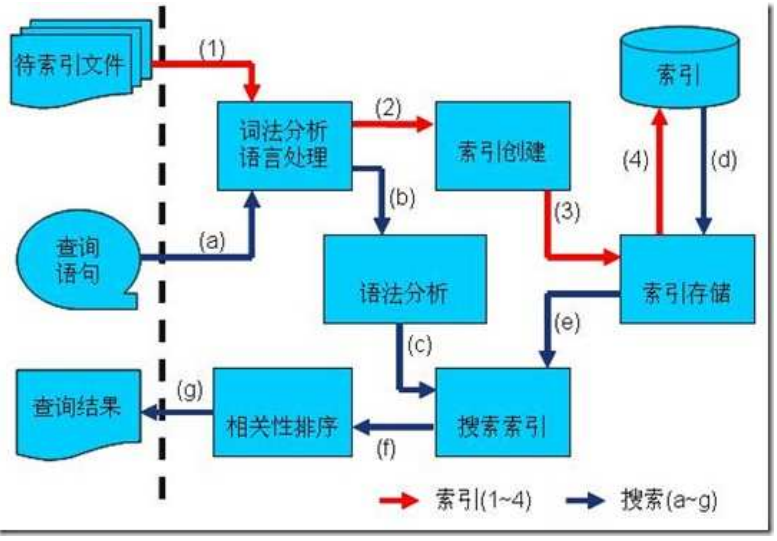 待索引文件
(1)
索引
词法分析
语言处理
(2)
索引创建
(4)
(d)
(b)
(3)
查询
语句
(a)
语法分析
索引存储
(e)
(c)
查询结果
(g)
相关性排序
(f)
搜索索引
索引(1~4)
搜索(a~g)